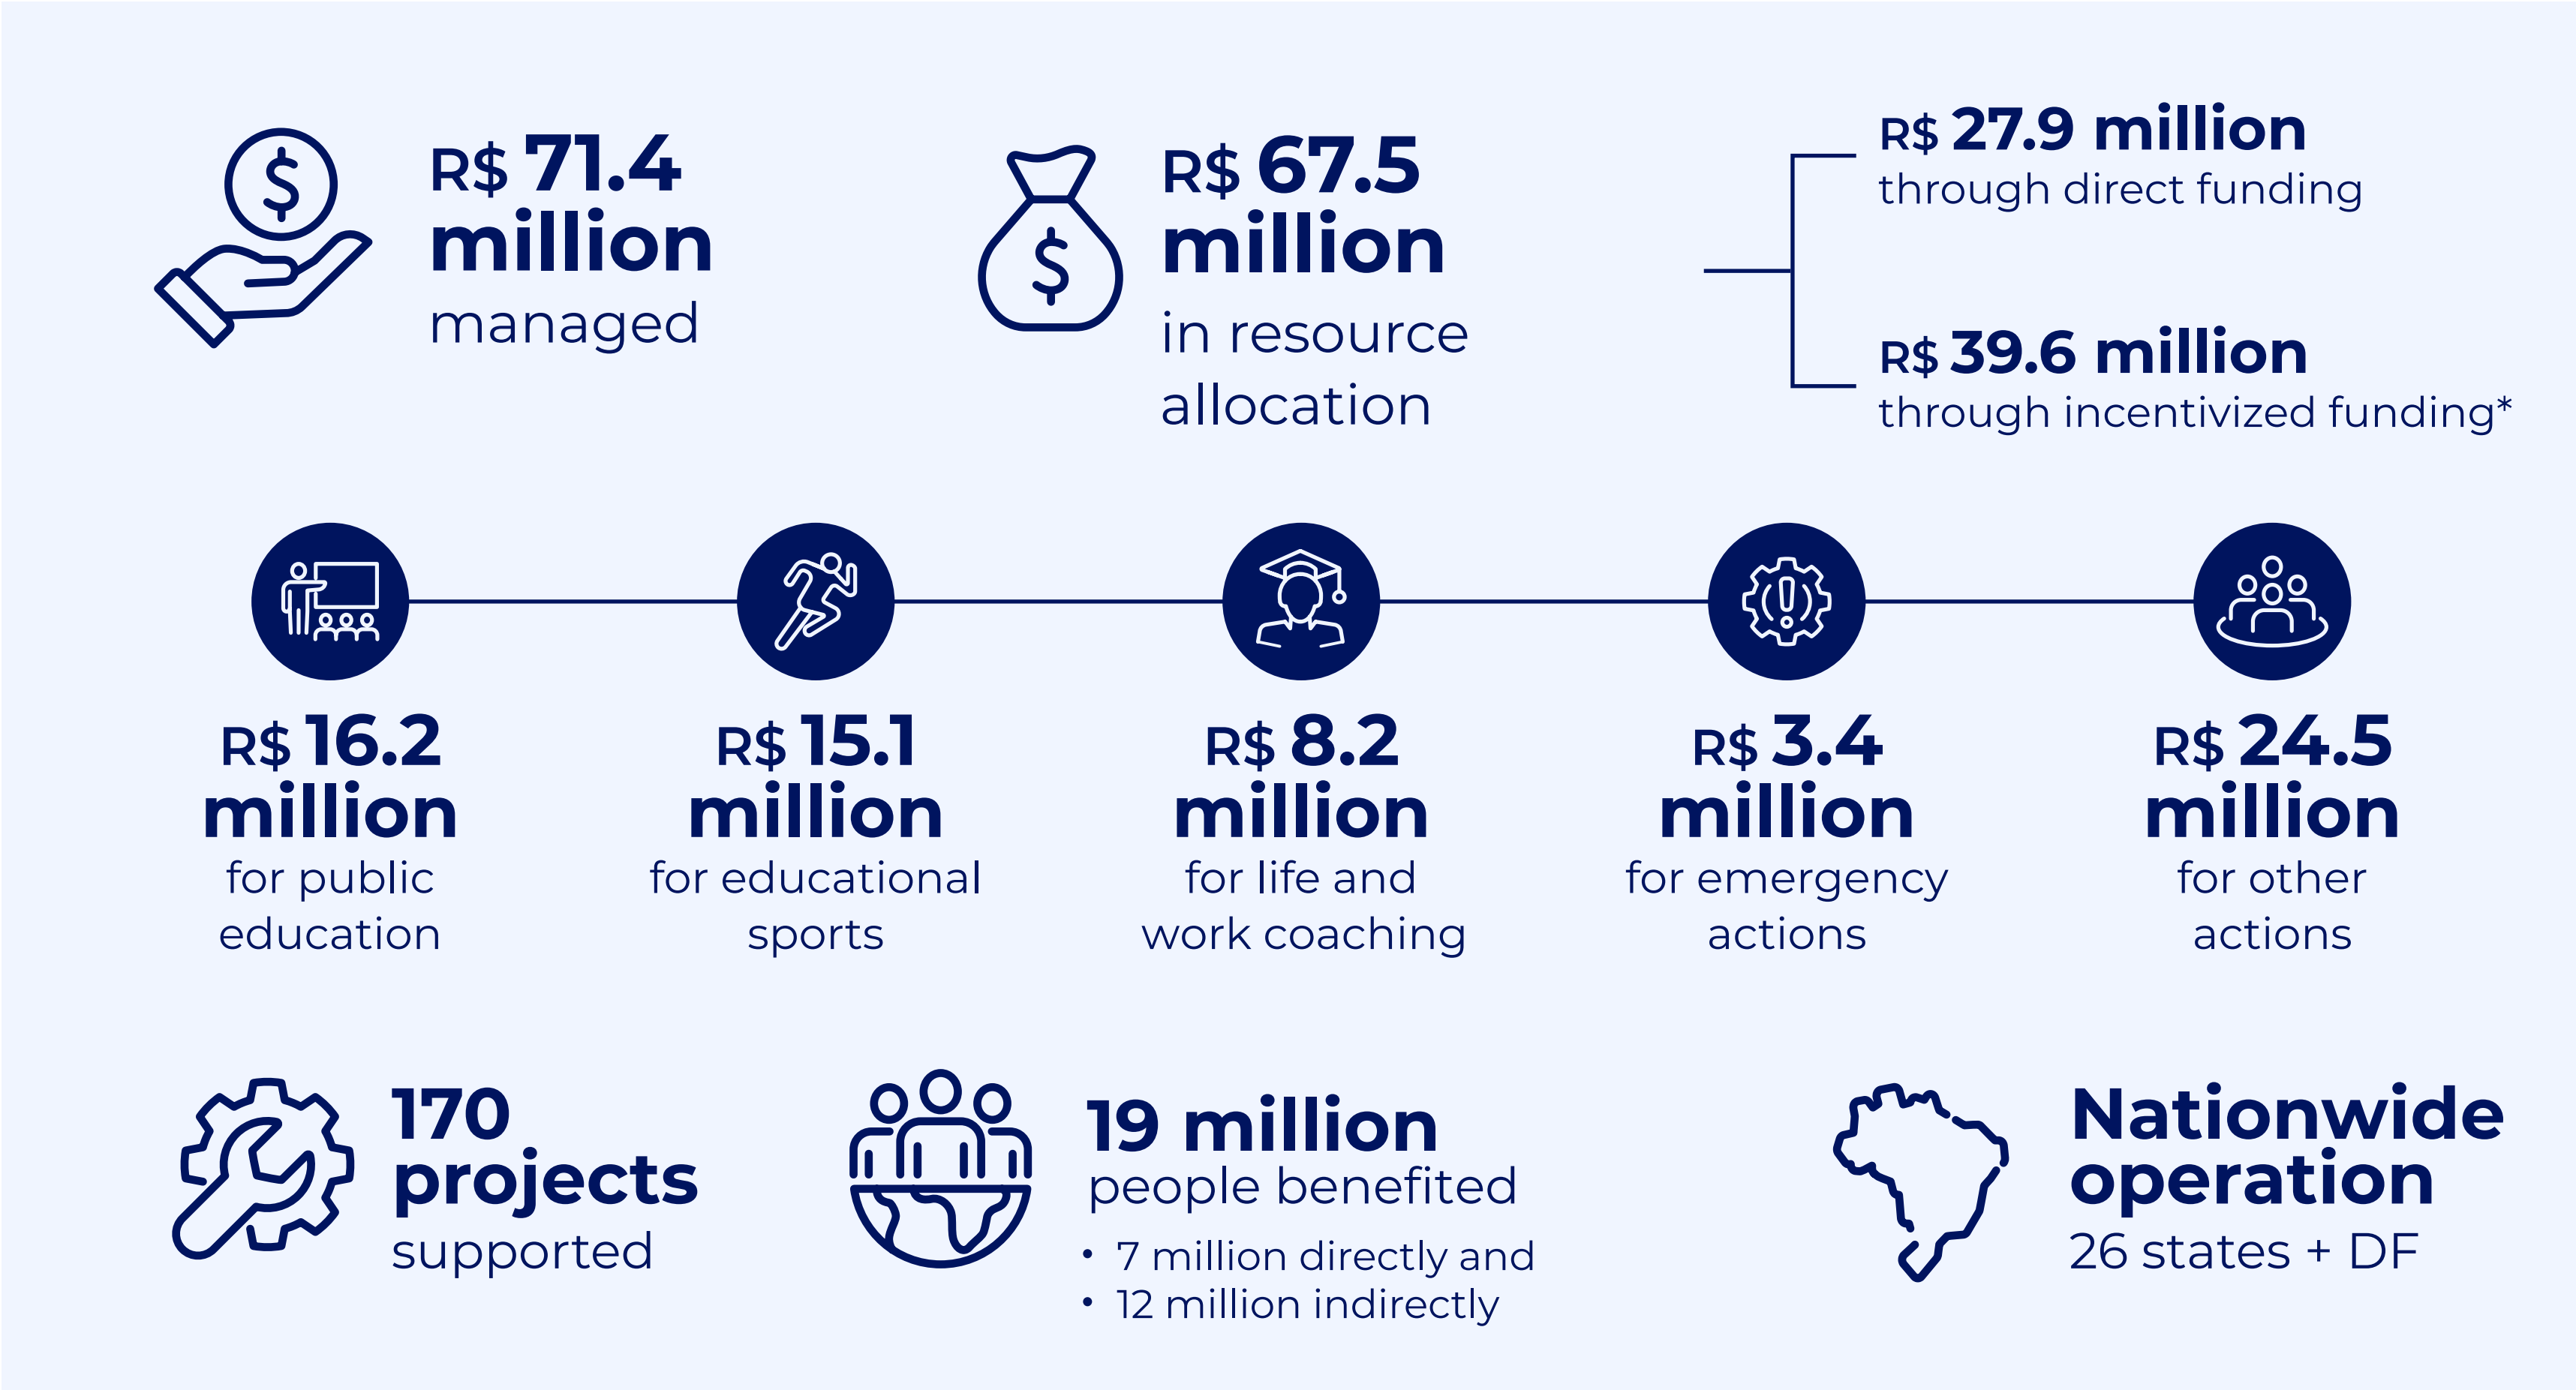 R$ 71.4
million
managed
R$ 67.5
million
in resource
allocation
R$ 27.9 million
through direct funding
R$ 39.6 million
through incentivized funding*
R$ 16.2
million
for public
education
R$ 15.1
million
for educational
sports
R$ 8.2
million
for life and
work coaching
R$ 3.4
million
for emergency
actions
R$ 24.5
million
for other
actions
170
projects
supported
19 million
people benefited
• 7 million directly and
• 12 million indirectly
Nationwide
operation
26 states + DF